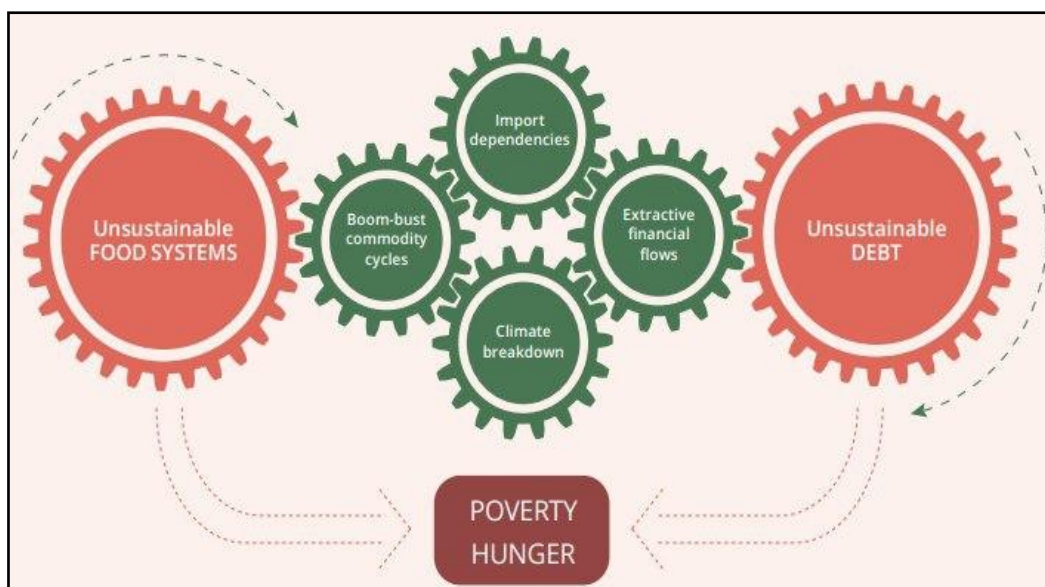 Unsustainable
FOOD SYSTEMS
Boom-bust
commodity
cycles
Import
dependencies
Climate
breakdown
Extractive
financial
flows
Unsustainable
DEBT
POVERTY
HUNGER